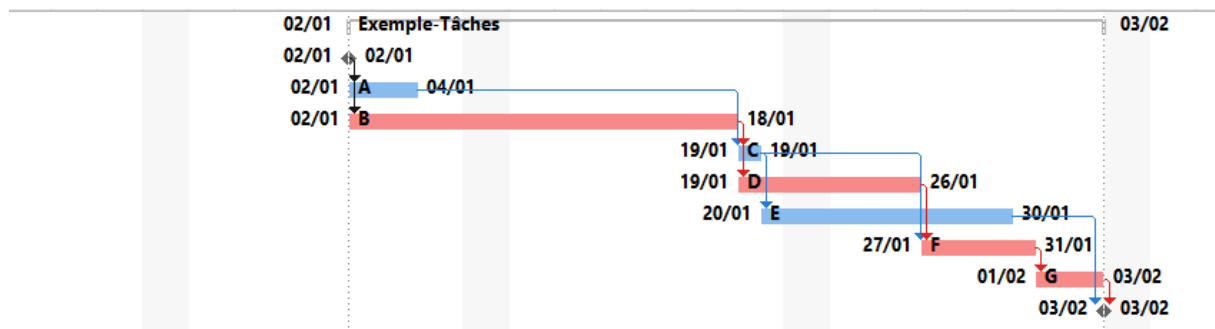 02/01 Exemple-Tâches 03/02
02/01 02/01
02/01 A 04/01
02/01 B 18/01
19/01 C 19/01
19/01 D 26/01
20/01 E 30/01
27/01 F 31/01
01/02 G 03/02
03/02 03/02